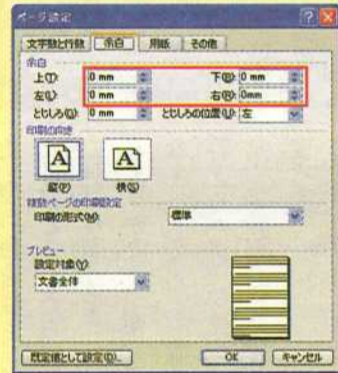 ページ設定
文字数と行数 余白 用紙 その他
余白
上(T): 0 mm 下(B): 0 mm
左(L): 0 mm 右(R): 0mm
とじしろ(G): 0 mm とじしろの位置(U): 左
印刷の向き
A A
縦(P) 横(S)
複数ページの印刷設定
印刷の形式(M): 標準
プレビュー
設定対象(Y):
文書全体
既定値として設定(D)... OK キャンセル